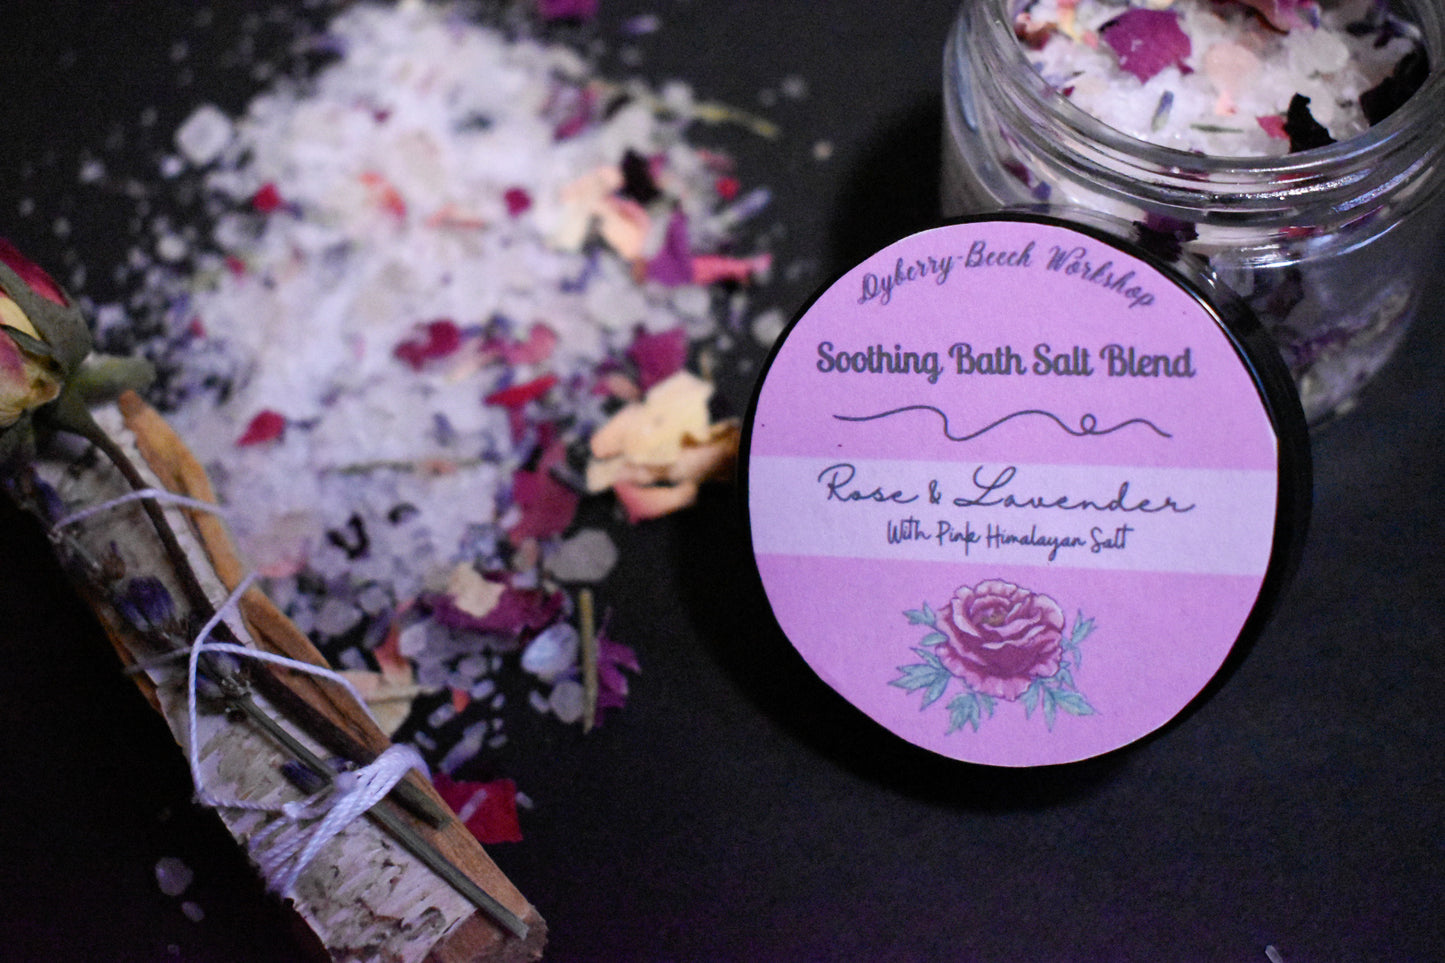 Dyberry-Beech Workshop
Soothing Bath Salt Blend
Rose & Lavender
With Pink Himalayan Salt